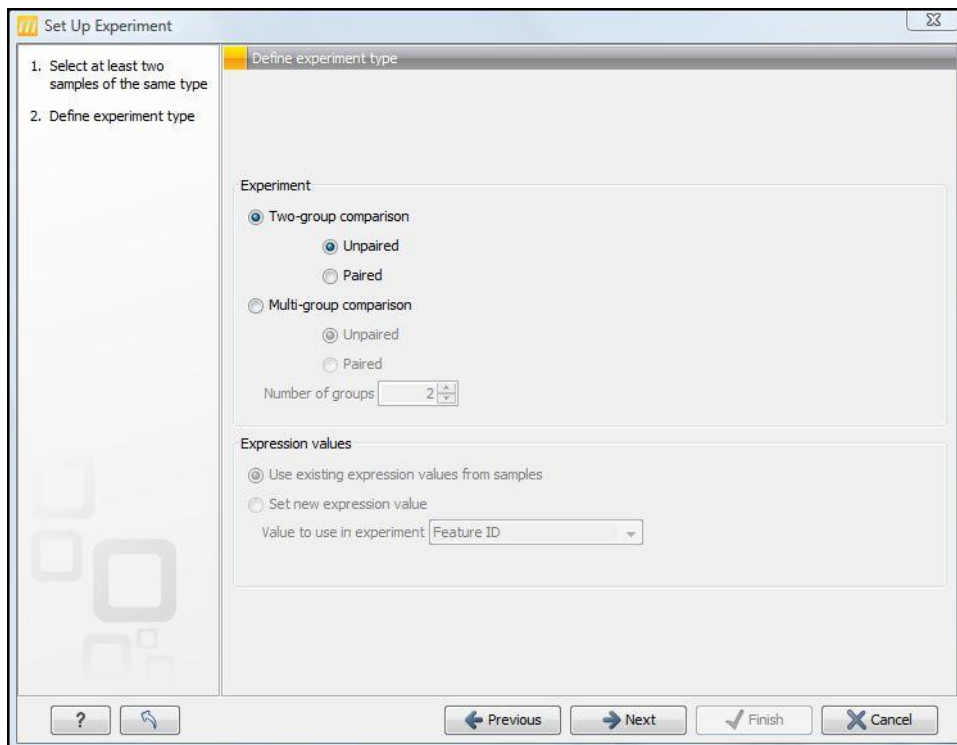 Set Up Experiment
1. Select at least two
samples of the same type
2. Define experiment type
Define experiment type
Experiment
Two-group comparison
Unpaired
Paired
Multi-group comparison
Unpaired
Paired
Number of groups 2
Expression values
Use existing expression values from samples
Set new expression value
Value to use in experiment Feature ID
? Previous Next Finish Cancel